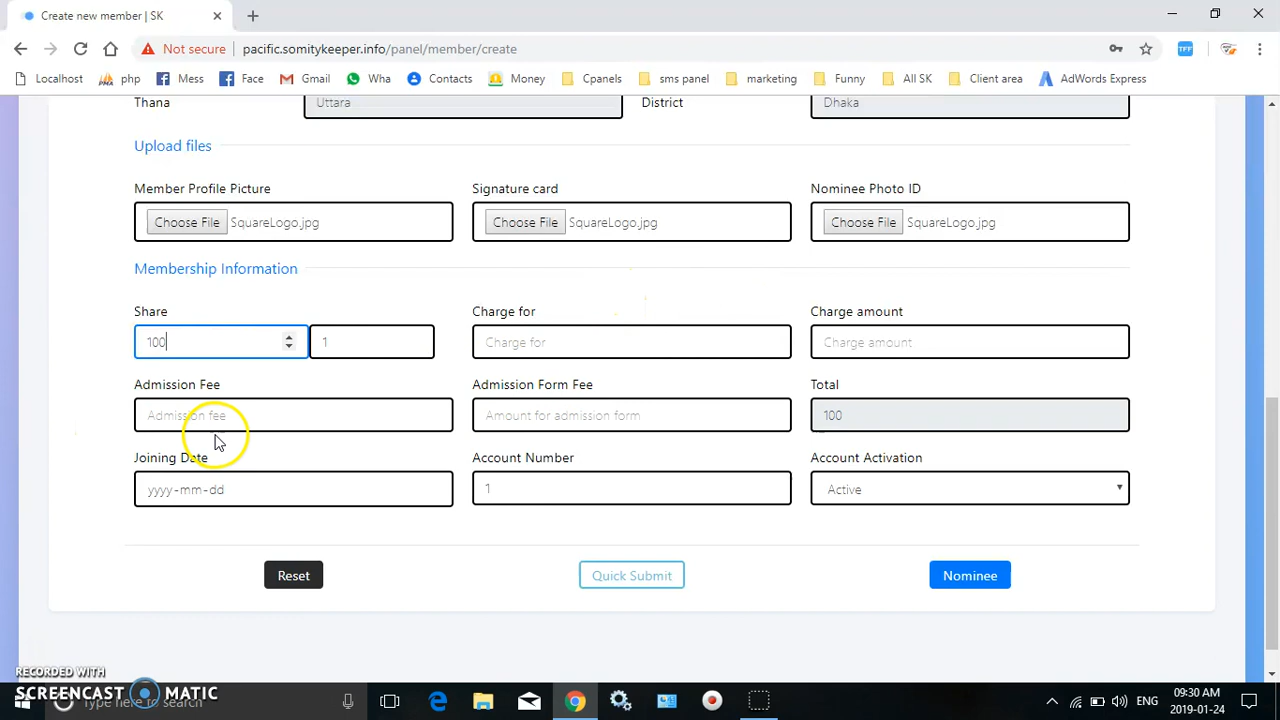 Create new member | SK
Not secure pacific.somitykeeper.info/panel/member/create
TFF
Localhost php Mess Face Gmail Wha Contacts Money Cpanels sms panel marketing Funny All SK Client area AdWords Express
Thana Uttara District Dhaka
Upload files
Member Profile Picture Signature card Nominee Photo ID
Choose File SquareLogo.jpg Choose File SquareLogo.jpg Choose File SquareLogo.jpg
Membership Information
Share Charge for Charge amount
100 1 Charge for Charge amount
Admission Fee Admission Form Fee Total
Admission fee Amount for admission form 100
Joining Date Account Number Account Activation
yyyy-mm-dd 1 Active
Reset Quick Submit Nominee
RECORDED WITH
SCREENCAST MATIC
Type here to search
ENG
09:30 AM
2019-01-24